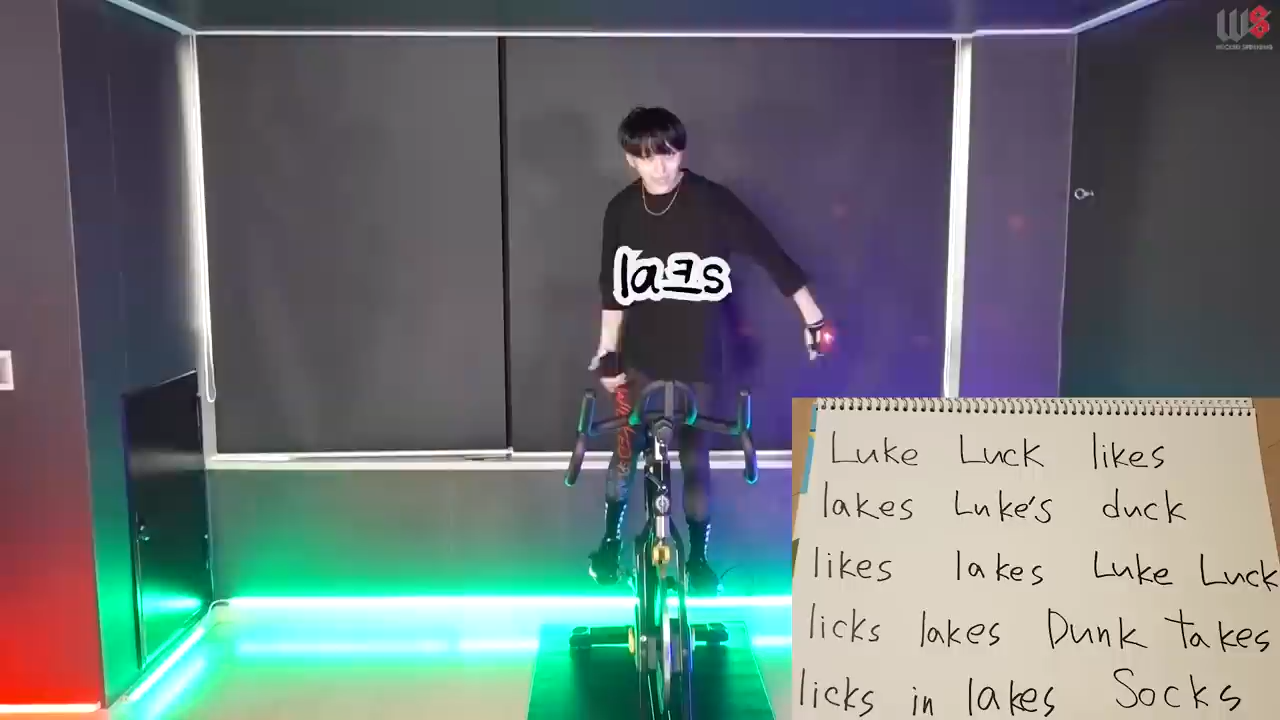 WS
laㅋs
Luke Luck likes
lakes Luke's duck
likes lakes Luke Luck
licks lakes Dunk takes
licks in lakes Socks